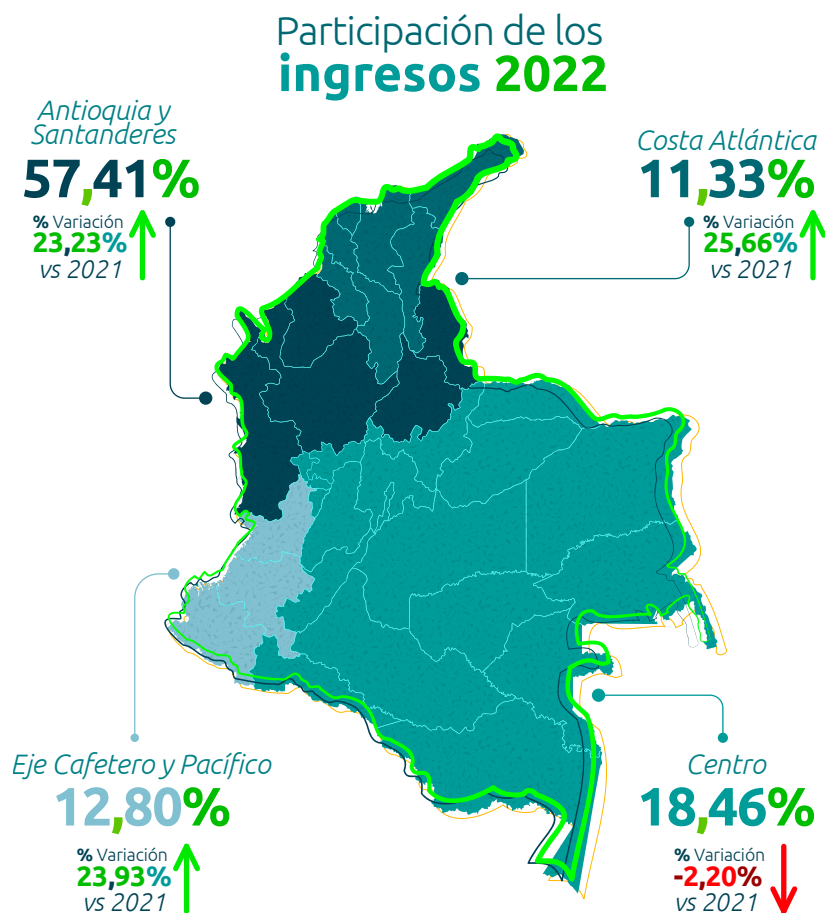 Participación de los
ingresos 2022
Antioquia y
Santanderes
57,41%
% Variación
23,23%
vs 2021
Costa Atlántica
11,33%
% Variación
25,66%
vs 2021
Eje Cafetero y Pacífico
12,80%
% Variación
23,93%
vs 2021
Centro
18,46%
% Variación
-2,20%
vs 2021